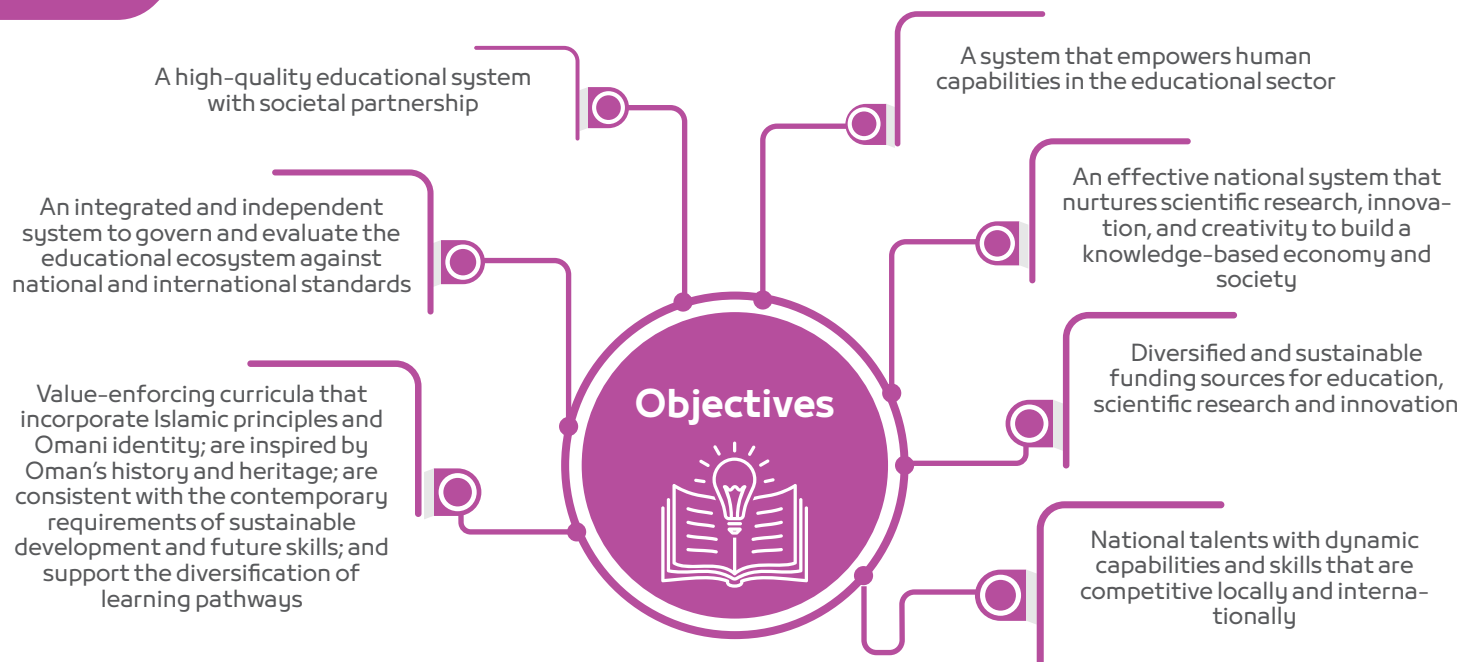 A high-quality educational system
with societal partnership
An integrated and independent
system to govern and evaluate the
educational ecosystem against
national and international standards
Value-enforcing curricula that
incorporate Islamic principles and
Omani identity; are inspired by
Oman's history and heritage; are
consistent with the contemporary
requirements of sustainable
development and future skills; and
support the diversification of
learning pathways
Objectives
A system that empowers human
capabilities in the educational sector
An effective national system that
nurtures scientific research, innova-
tion, and creativity to build a
knowledge-based economy and
society
Diversified and sustainable
funding sources for education,
scientific research and innovation
National talents with dynamic
capabilities and skills that are
competitive locally and interna-
tionally